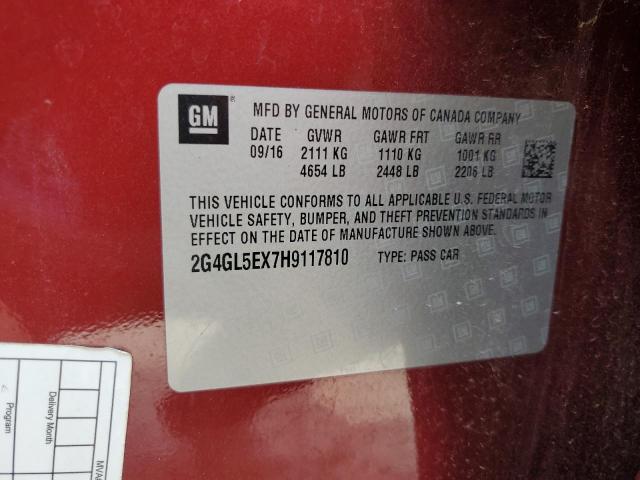 GM
MFD BY GENERAL MOTORS OF CANADA COMPANY
DATE GVWR GAWR FRT GAWR RR
09/16 2111 KG 1110 KG 1001 KG
4654 LB 2448 LB 2206 LB
THIS VEHICLE CONFORMS TO ALL APPLICABLE U.S. FEDERAL MOTOR
VEHICLE SAFETY, BUMPER, AND THEFT PREVENTION STANDARDS IN
EFFECT ON THE DATE OF MANUFACTURE SHOWN ABOVE.
2G4GL5EX7H9117810 TYPE: PASS CAR
Program
Delivery Month